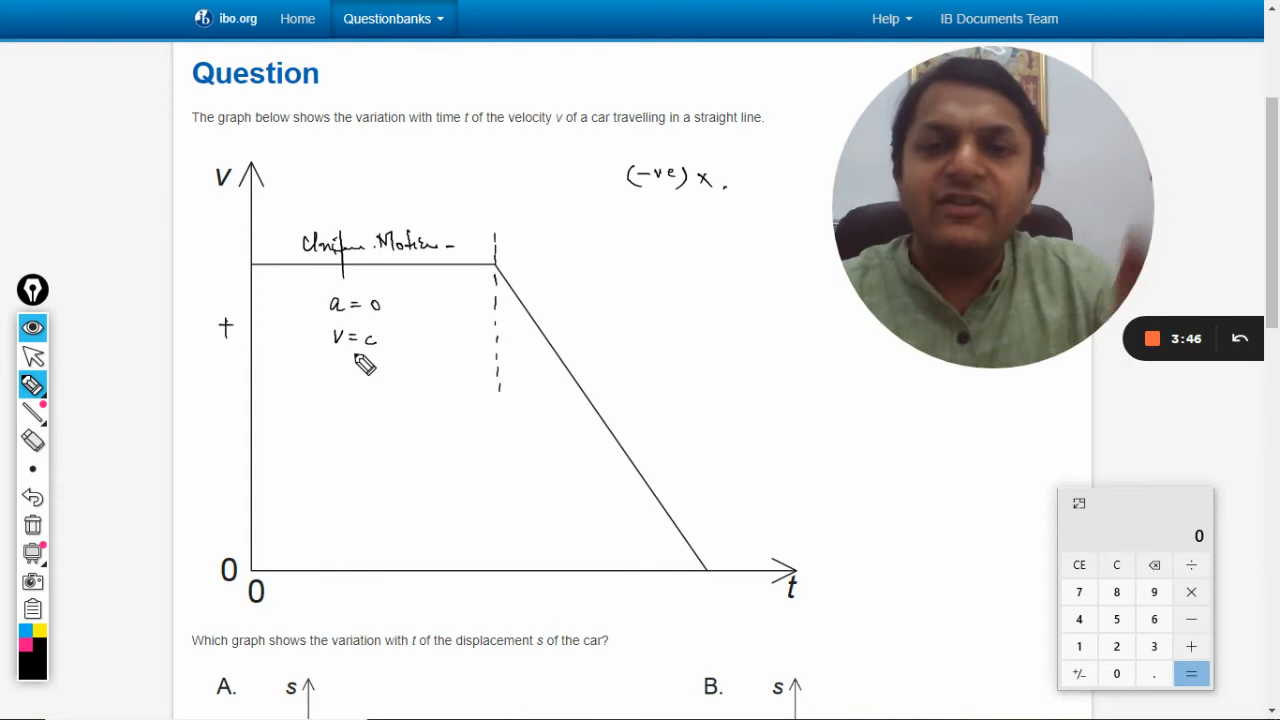 ibo.org Home Questionbanks Help IB Documents Team
Question
The graph below shows the variation with time t of the velocity v of a car travelling in a straight line.
(-ve) x .
v
Uniform Motion -
a = 0
+
v = c
3:46
0
0
t
0
CE C ⌫ ÷
7 8 9 ×
4 5 6 −
1 2 3 +
+/- 0 . =
Which graph shows the variation with t of the displacement s of the car?
A. s B. s